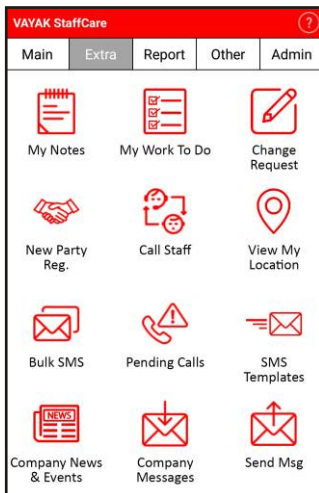 VAYAK StaffCare ?
Main Extra Report Other Admin
My Notes My Work To Do Change
Request
New Party
Reg. Call Staff View My
Location
Bulk SMS Pending Calls SMS
Templates
NEWS
Company News
& Events Company
Messages Send Msg